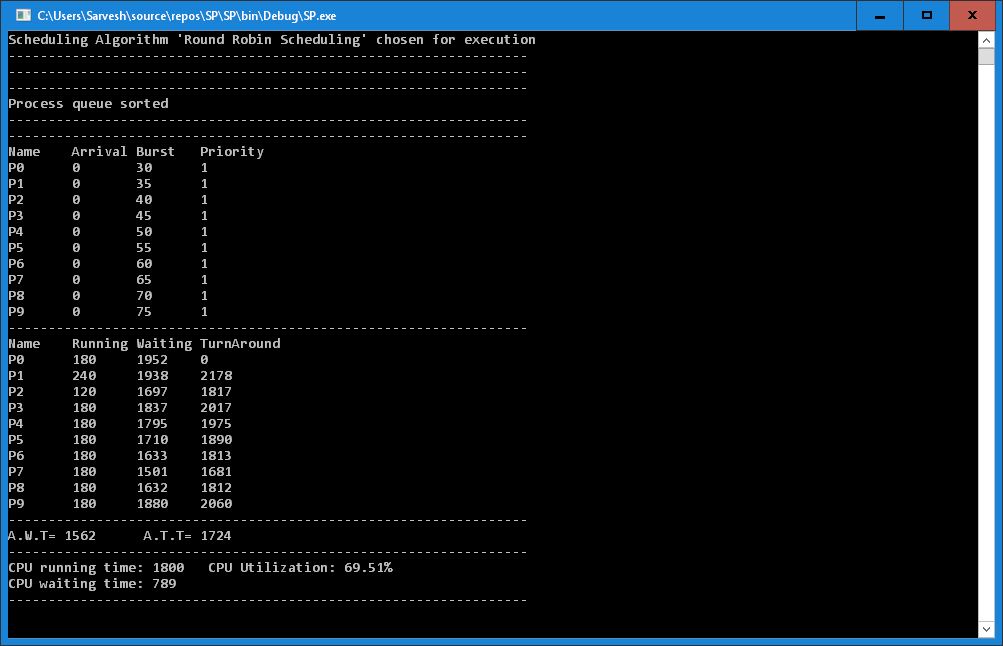 C:\Users\Sarvesh\source\repos\SP\SP\bin\Debug\SP.exe
Scheduling Algorithm 'Round Robin Scheduling' chosen for execution
-----------------------------------------------------------------
-----------------------------------------------------------------
-----------------------------------------------------------------
Process queue sorted
-----------------------------------------------------------------
-----------------------------------------------------------------
Name    Arrival Burst   Priority
P0      0       30      1
P1      0       35      1
P2      0       40      1
P3      0       45      1
P4      0       50      1
P5      0       55      1
P6      0       60      1
P7      0       65      1
P8      0       70      1
P9      0       75      1
-----------------------------------------------------------------
Name    Running Waiting TurnAround
P0      180     1952    0
P1      240     1938    2178
P2      120     1697    1817
P3      180     1837    2017
P4      180     1795    1975
P5      180     1710    1890
P6      180     1633    1813
P7      180     1501    1681
P8      180     1632    1812
P9      180     1880    2060
-----------------------------------------------------------------
A.W.T= 1562      A.T.T= 1724
-----------------------------------------------------------------
CPU running time: 1800   CPU Utilization: 69.51%
CPU waiting time: 789
-----------------------------------------------------------------